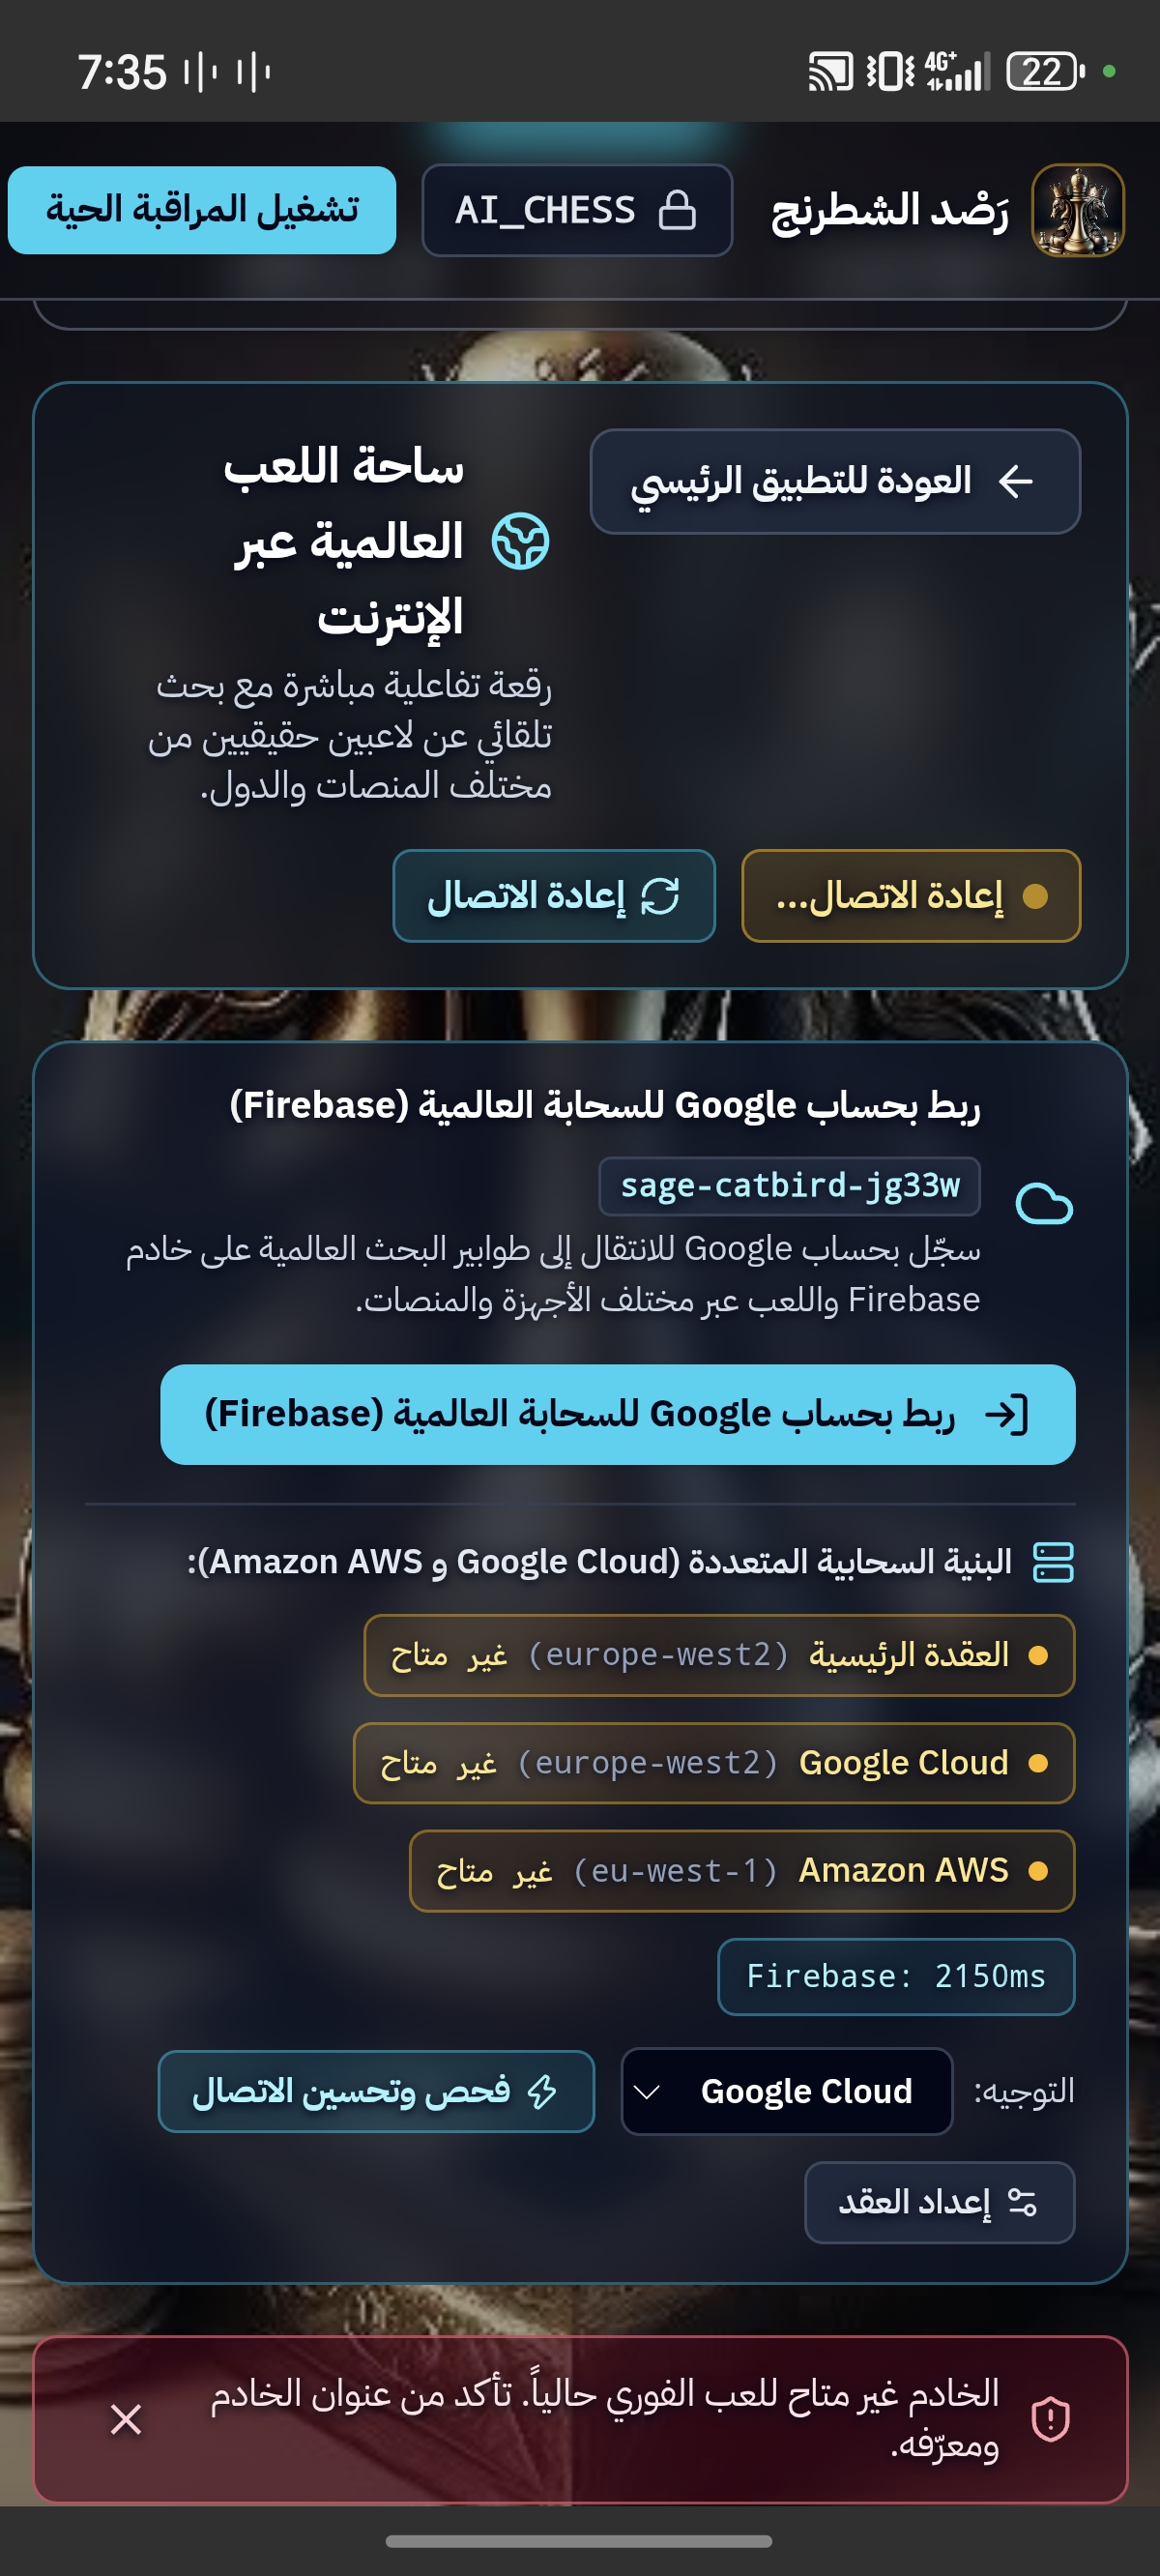 7:35
4G+
22
رَصْد الشطرنج
AI_CHESS
تشغيل المراقبة الحية
العودة للتطبيق الرئيسي
ساحة اللعب
العالمية عبر
الإنترنت
رقعة تفاعلية مباشرة مع بحث
تلقائي عن لاعبين حقيقيين من
مختلف المنصات والدول.
إعادة الاتصال...
إعادة الاتصال
ربط بحساب Google للسحابة العالمية (Firebase)
sage-catbird-jg33w
سجّل بحساب Google للانتقال إلى طوابير البحث العالمية على خادم
Firebase واللعب عبر مختلف الأجهزة والمنصات.
ربط بحساب Google للسحابة العالمية (Firebase)
البنية السحابية المتعددة (Google Cloud و Amazon AWS):
العقدة الرئيسية (europe-west2) غير متاح
Google Cloud (europe-west2) غير متاح
Amazon AWS (eu-west-1) غير متاح
Firebase: 2150ms
التوجيه: Google Cloud
فحص وتحسين الاتصال
إعداد العقد
الخادم غير متاح للعب الفوري حالياً. تأكد من عنوان الخادم
ومعرّفه.